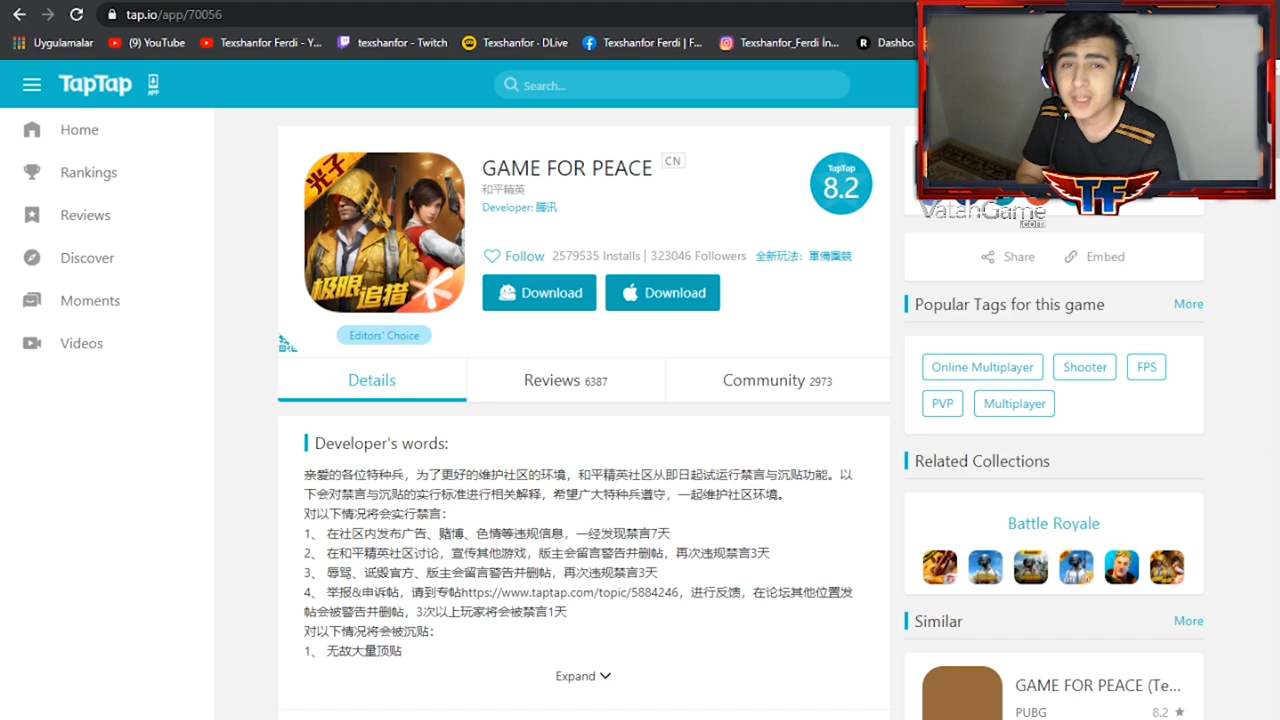 tap.io/app/70056
Uygulamalar
(9) YouTube
Texshanfor Ferdi - Y...
texshanfor - Twitch
Texshanfor - DLive
Texshanfor Ferdi | F...
Texshanfor_Ferdi İn...
Dashbo
TapTap
APP
Search...
TF
VatanGame
.com
Home
Rankings
Reviews
Discover
Moments
Videos
光子
极限追猎
Editors' Choice
GAME FOR PEACE CN
和平精英
Developer: 腾讯
TapTap
8.2
Follow 2579535 Installs | 323046 Followers 全新玩法：軍備團競
Download
Download
Details
Reviews 6387
Community 2973
Developer's words:
亲爱的各位特种兵，为了更好的维护社区的环境，和平精英社区从即日起试运行禁言与沉贴功能。以
下会对禁言与沉贴的实行标准进行相关解释，希望广大特种兵遵守，一起维护社区环境。
对以下情况将会实行禁言：
1、 在社区内发布广告、赌博、色情等违规信息，一经发现禁言7天
2、 在和平精英社区讨论，宣传其他游戏，版主会留言警告并删帖，再次违规禁言3天
3、 辱骂、诋毁官方、版主会留言警告并删帖，再次违规禁言3天
4、 举报&申诉帖，请到专帖https://www.taptap.com/topic/5884246，进行反馈，在论坛其他位置发
帖会被警告并删帖，3次以上玩家将会被禁言1天
对以下情况将会被沉贴：
1、 无故大量顶贴
Expand
Share
Embed
Popular Tags for this game
More
Online Multiplayer
Shooter
FPS
PVP
Multiplayer
Related Collections
Battle Royale
Similar
More
GAME FOR PEACE (Te...
PUBG
8.2